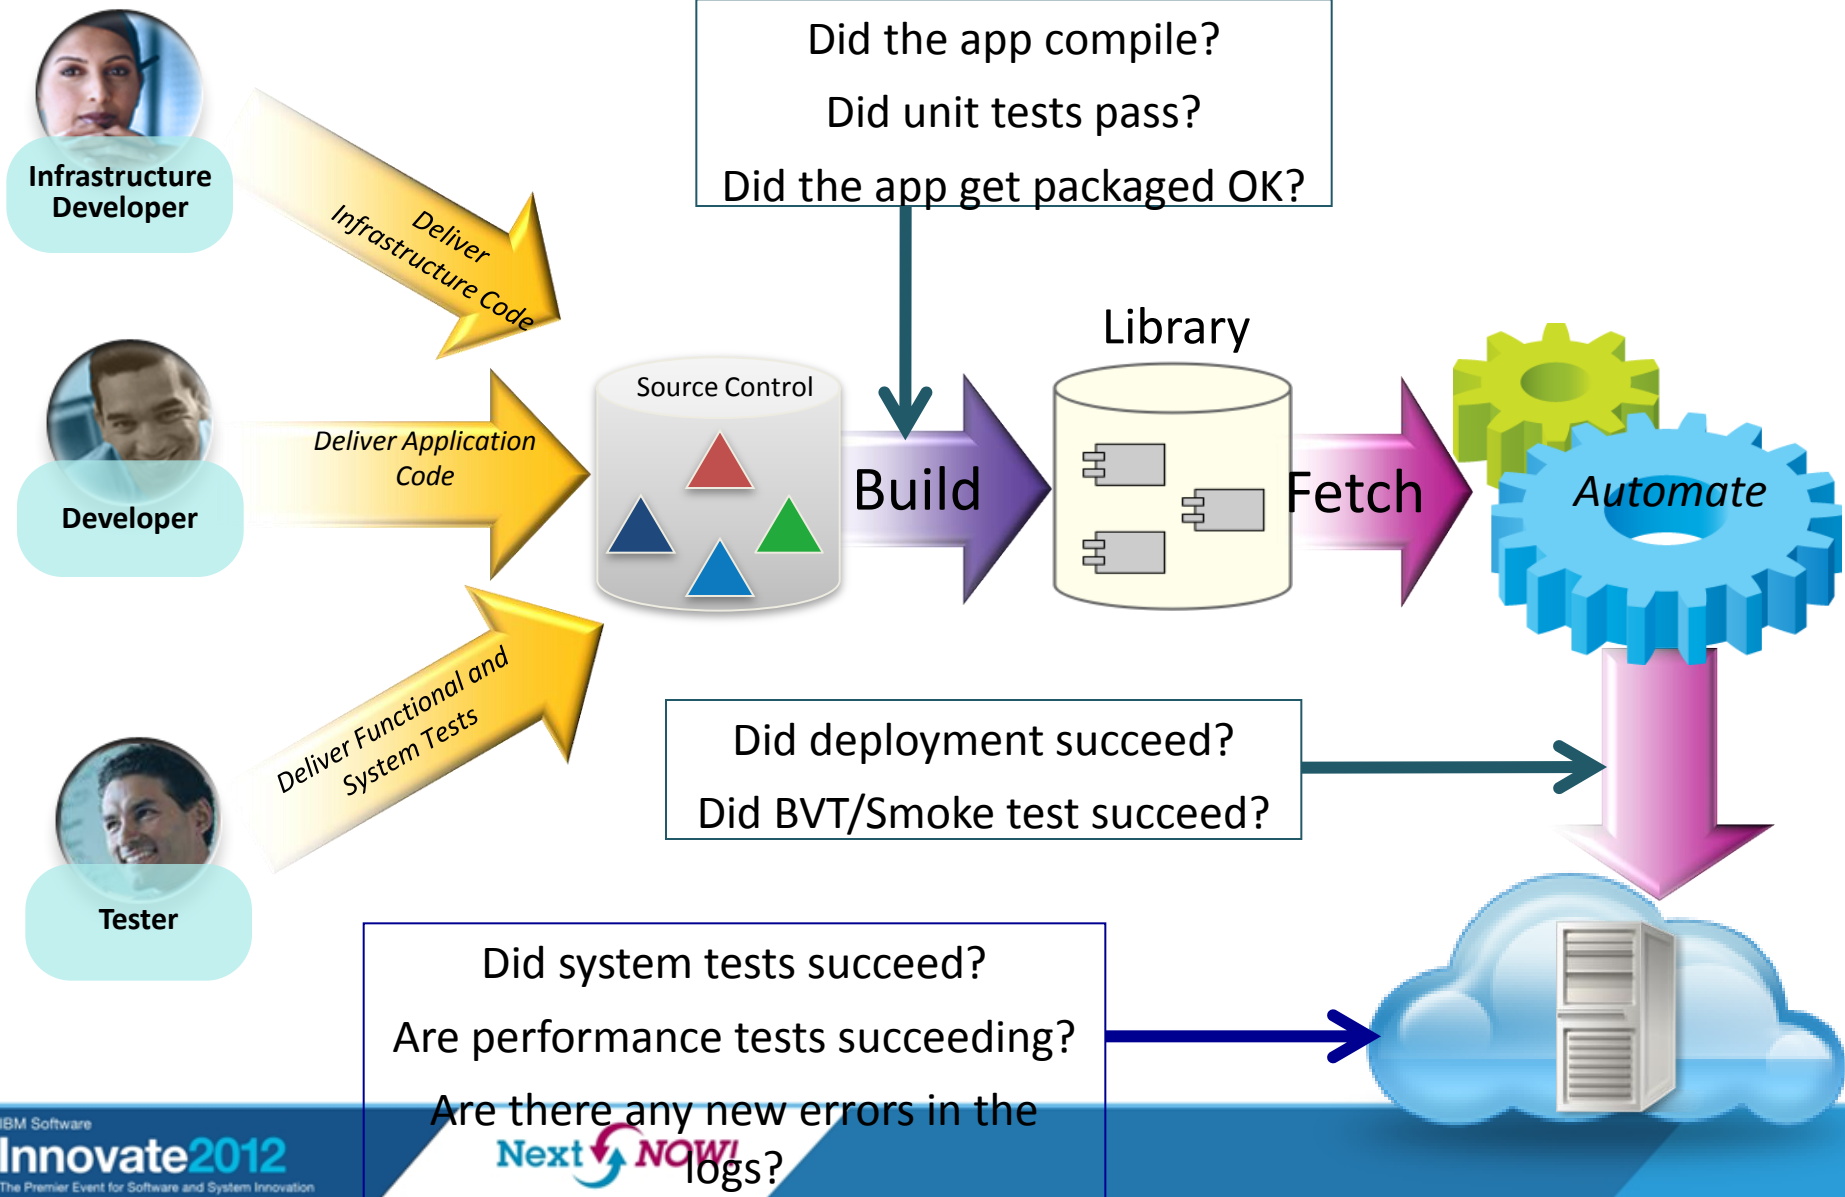 Did the app compile?
Did unit tests pass?
Did the app get packaged OK?
Infrastructure
Developer
Deliver
Infrastructure Code
Library
Source Control
Developer
Deliver Application
Code
Build
Fetch
Automate
Deliver Functional and
System Tests
Did deployment succeed?
Did BVT/Smoke test succeed?
Tester
Did system tests succeed?
Are performance tests succeeding?
Are there any new errors in the
logs?
IBM Software
Innovate2012
The Premier Event for Software and System Innovation
Next NOW!